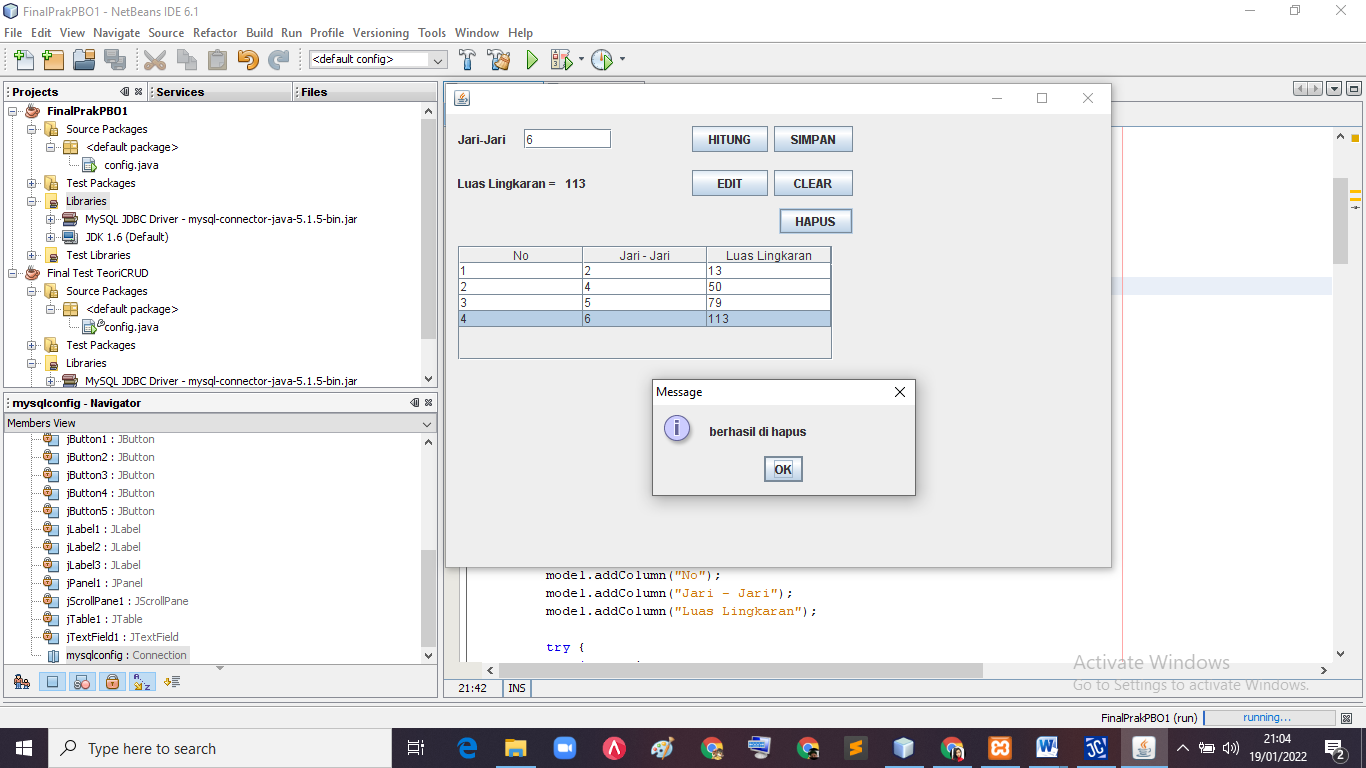 FinalPrakPBO1 - NetBeans IDE 6.1
File Edit View Navigate Source Refactor Build Run Profile Versioning Tools Window Help
<default config>
Projects Services Files
FinalPrakPBO1
Source Packages
<default package>
config.java
Test Packages
Libraries
MySQL JDBC Driver - mysql-connector-java-5.1.5-bin.jar
JDK 1.6 (Default)
Test Libraries
Final Test TeoriCRUD
Source Packages
<default package>
config.java
Test Packages
Libraries
MySQL JDBC Driver - mysql-connector-java-5.1.5-bin.jar
mysqlconfig - Navigator
Members View
jButton1 : JButton
jButton2 : JButton
jButton3 : JButton
jButton4 : JButton
jButton5 : JButton
jLabel1 : JLabel
jLabel2 : JLabel
jLabel3 : JLabel
jPanel1 : JPanel
jScrollPane1 : JScrollPane
jTable1 : JTable
jTextField1 : JTextField
mysqlconfig : Connection
Jari-Jari 6 HITUNG SIMPAN
Luas Lingkaran = 113 EDIT CLEAR
HAPUS
No Jari - Jari Luas Lingkaran
1 2 13
2 4 50
3 5 79
4 6 113
Message
berhasil di hapus
OK
model.addColumn("No");
model.addColumn("Jari - Jari");
model.addColumn("Luas Lingkaran");
try {
Activate Windows
Go to Settings to activate Windows.
21:42 INS
FinalPrakPBO1 (run) running...
Type here to search
21:04
19/01/2022
2